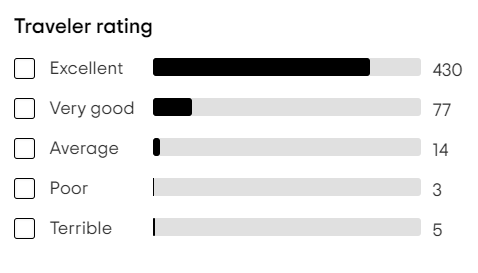 Traveler rating
Excellent 430
Very good 77
Average 14
Poor 3
Terrible 5